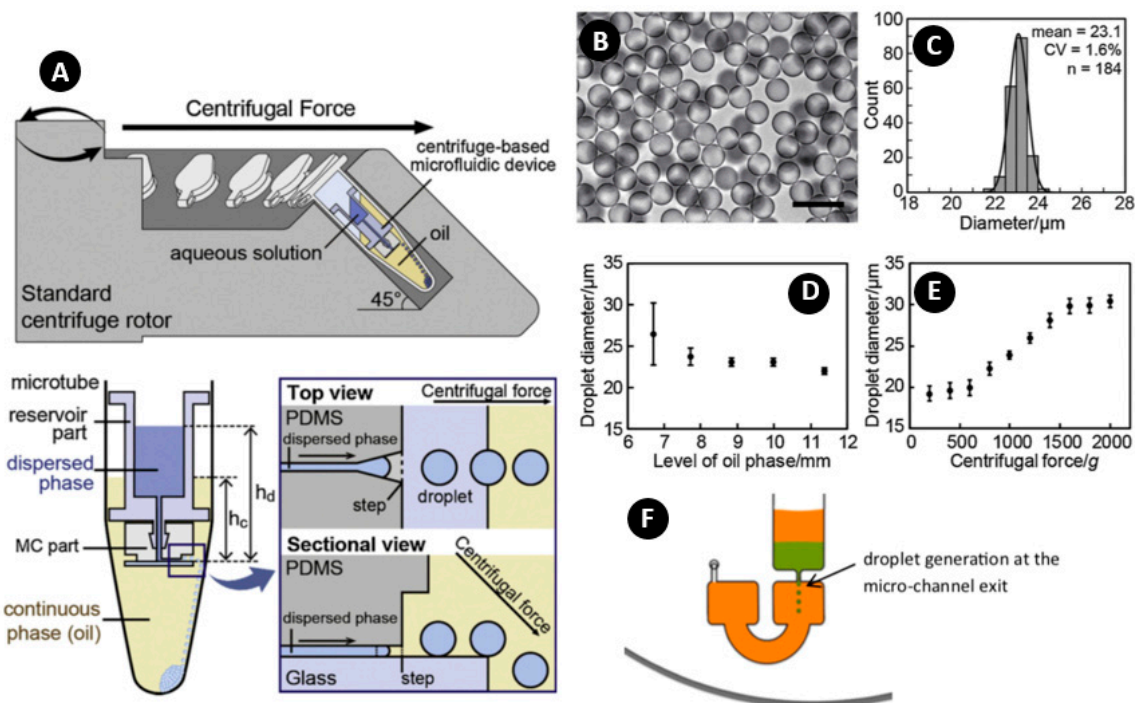 A
Centrifugal Force
centrifuge-based
microfluidic device
aqueous solution
oil
45°
Standard
centrifuge rotor
B
C
mean = 23.1
CV = 1.6%
n = 184
Count
100
80
60
40
20
0
18 20 22 24 26 28
Diameter/μm
D
Droplet diameter/μm
35
30
25
20
15
6 7 8 9 10 11 12
Level of oil phase/mm
E
Droplet diameter/μm
35
30
25
20
15
0 500 1000 1500 2000
Centrifugal force/g
microtube
reservoir
part
dispersed
phase
MC part
continuous
phase (oil)
hc
hd
Top view
Centrifugal force
PDMS
dispersed phase
step
droplet
Sectional view
PDMS
Centrifugal force
dispersed phase
Glass
step
F
droplet generation at the
micro-channel exit